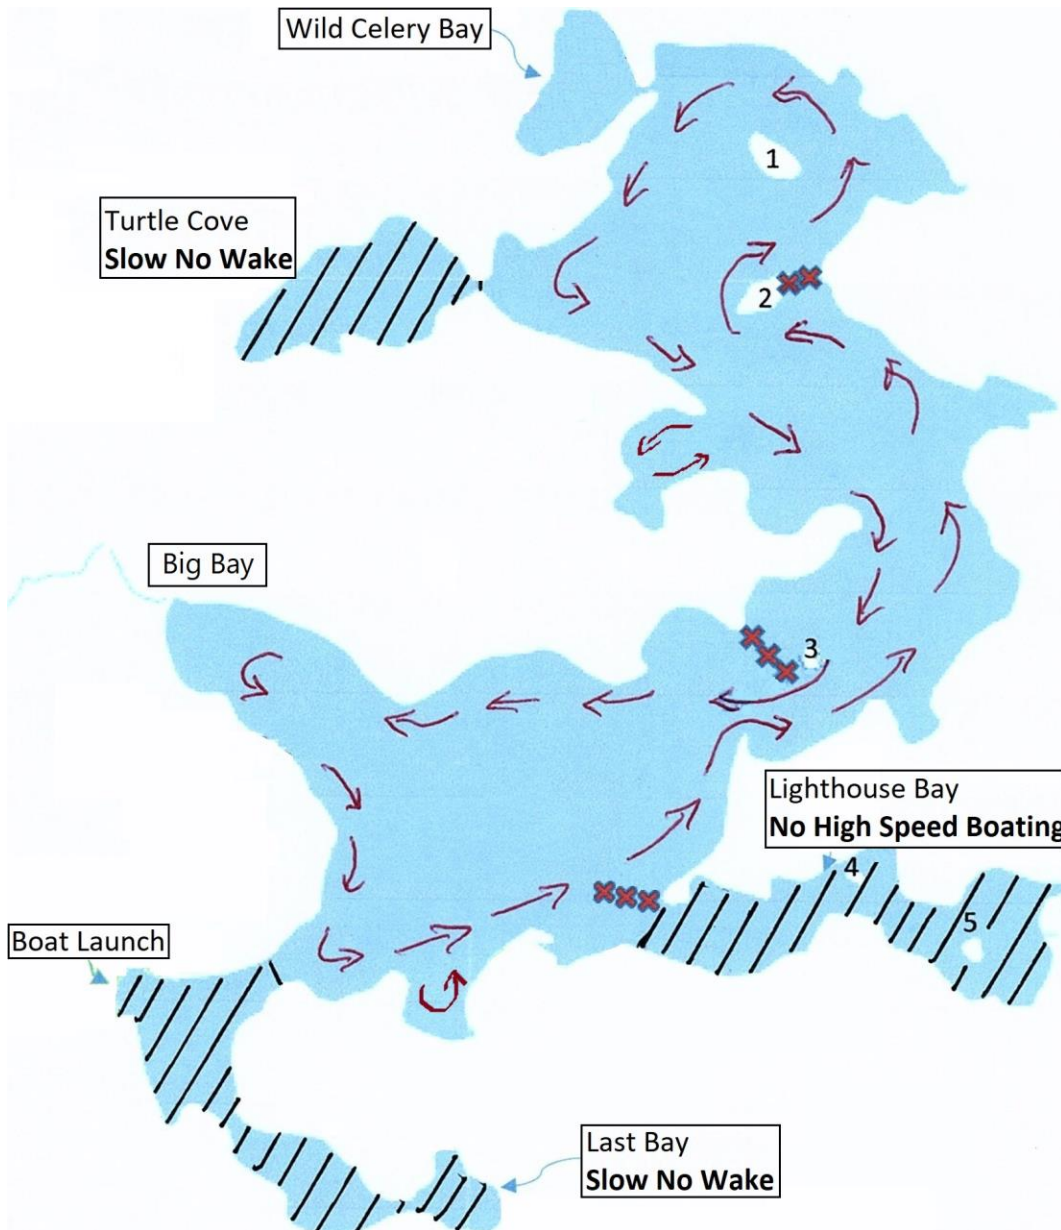 Wild Celery Bay
1
Turtle Cove
Slow No Wake
2
Big Bay
3
Lighthouse Bay
No High Speed Boating
4
5
Boat Launch
Last Bay
Slow No Wake